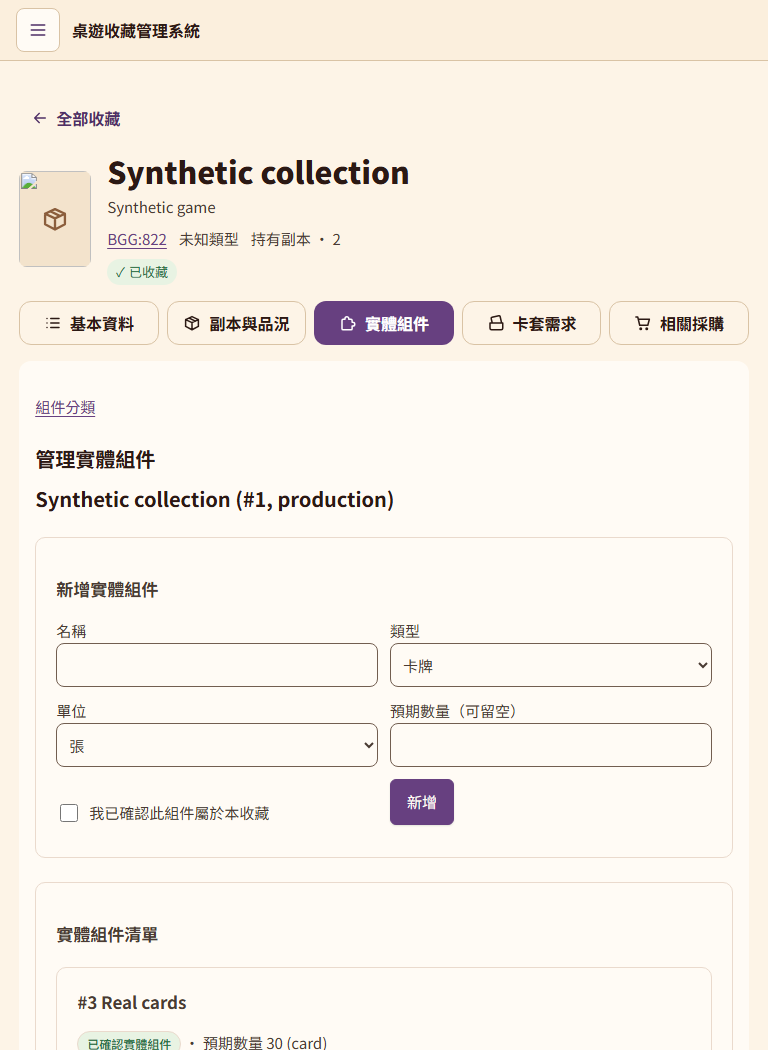 桌遊收藏管理系統
全部收藏
Synthetic collection
Synthetic game
BGG:822 未知類型 持有副本 · 2
✓ 已收藏
基本資料 副本與品況 實體組件 卡套需求 相關採購
組件分類
管理實體組件
Synthetic collection (#1, production)
新增實體組件
名稱 類型
卡牌
單位 預期數量（可留空）
張
我已確認此組件屬於本收藏 新增
實體組件清單
#3 Real cards
已確認實體組件 · 預期數量 30 (card)